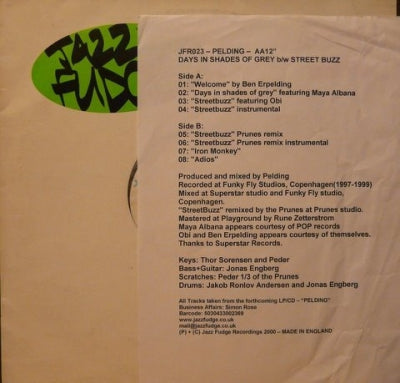 JAZZ
FUDGE
JFR023 – PELDING – AA12"
DAYS IN SHADES OF GREY b/w STREET BUZZ
Side A:
01: "Welcome" by Ben Erpelding
02: "Days in shades of grey" featuring Maya Albana
03: "Streetbuzz" featuring Obi
04: "Streetbuzz" instrumental
Side B:
05: "Streetbuzz" Prunes remix
06: "Streetbuzz" Prunes remix instrumental
07: "Iron Monkey"
08: "Adios"
Produced and mixed by Pelding
Recorded at Funky Fly Studios, Copenhagen(1997-1999)
Mixed at Superstar studio and Funky Fly studio,
Copenhagen.
"StreetBuzz" remixed by the Prunes at Prunes studio.
Mastered at Playground by Rune Zetterstrom
Maya Albana appears courtesy of POP records
Obi and Ben Erpelding appears courtesy of themselves.
Thanks to Superstar Records.
Keys: Thor Sorensen and Peder
Bass+Guitar: Jonas Engberg
Scratches: Peder 1/3 of the Prunes
Drums: Jakob Ronlov Andersen and Jonas Engberg
All Tracks taken from the forthcoming LP/CD – "PELDING"
Business Affairs: Simon Rose
Barcode: 5030433002369
www.jazzfudge.co.uk
mail@jazzfudge.co.uk
(P) + (C) Jazz Fudge Recordings 2000 – MADE IN ENGLAND